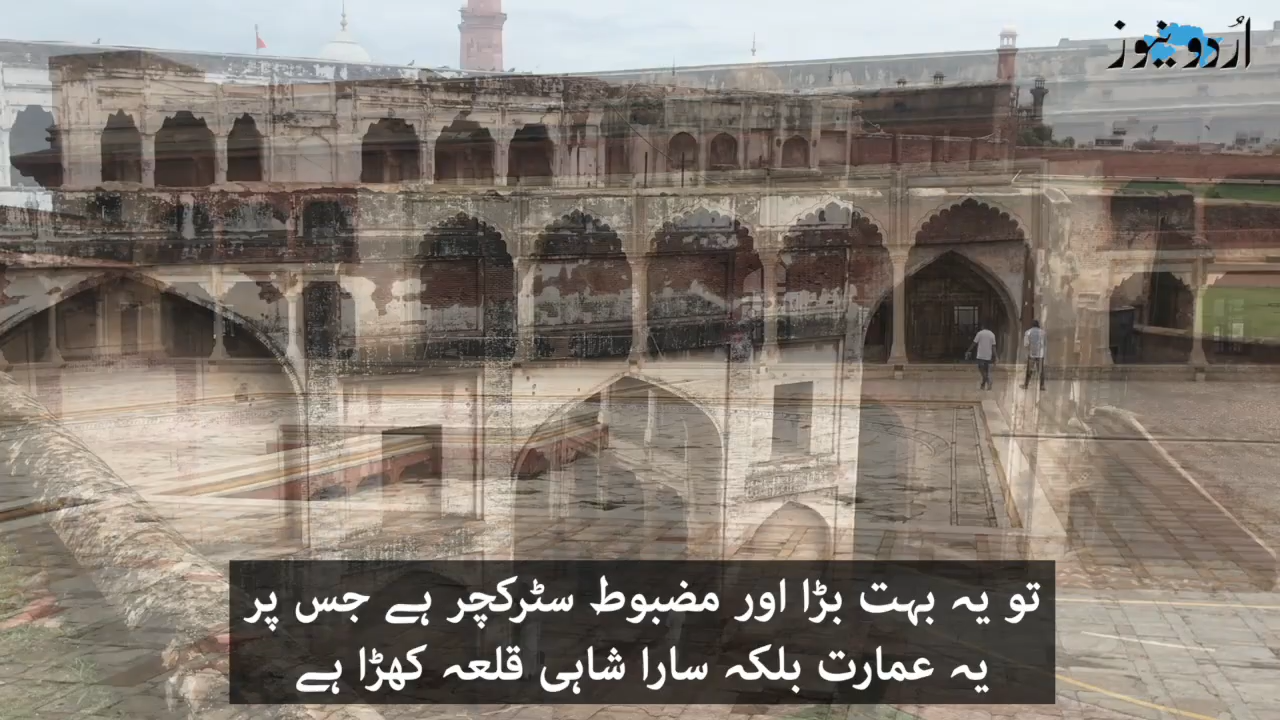 اُردو نیوز
تو یہ بہت بڑا اور مضبوط سٹرکچر ہے جس پر
یہ عمارت بلکہ سارا شاہی قلعہ کھڑا ہے